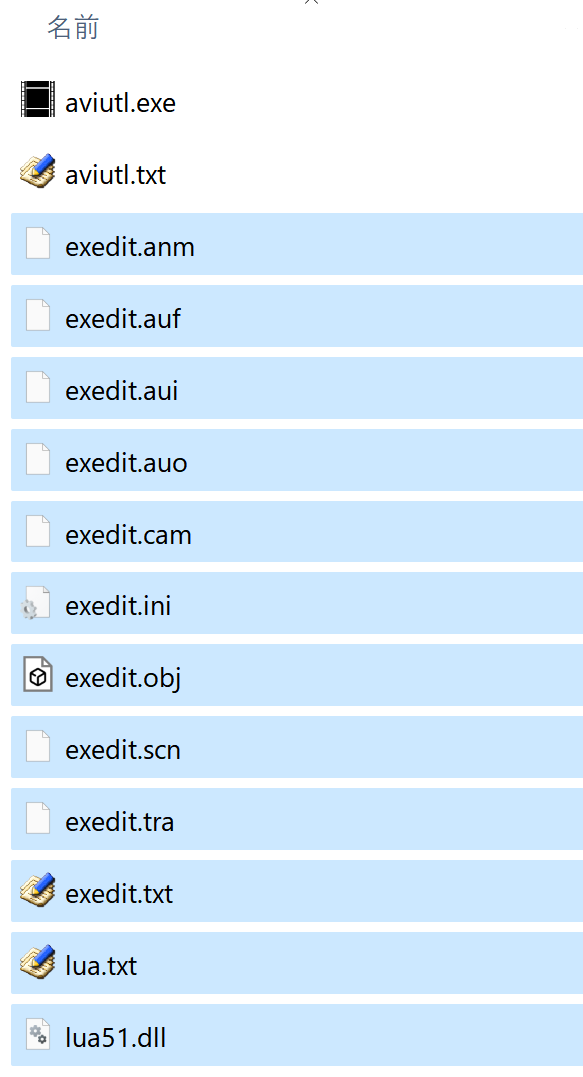 名前
aviutl.exe
aviutl.txt
exedit.anm
exedit.auf
exedit.aui
exedit.auo
exedit.cam
exedit.ini
exedit.obj
exedit.scn
exedit.tra
exedit.txt
lua.txt
lua51.dll